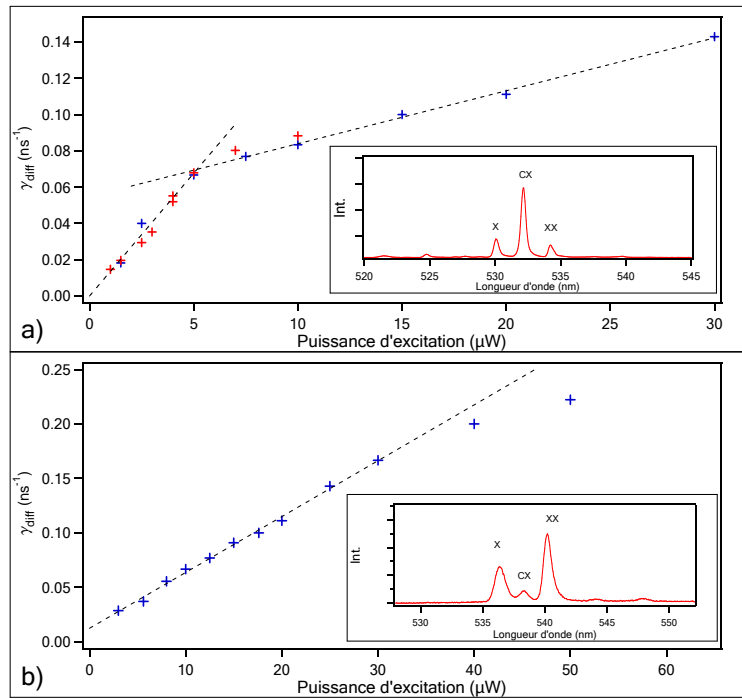 0.14
0.12
0.10
0.08
0.06
0.04
0.02
0.00
γdiff (ns-1)
0 5 10 15 20 25 30
Puissance d'excitation (µW)
a)
Int.
X
CX
XX
520 525 530 535 540 545
Longueur d'onde (nm)
0.25
0.20
0.15
0.10
0.05
0.00
γdiff (ns-1)
0 10 20 30 40 50 60
Puissance d'excitation (µW)
b)
Int.
X
CX
XX
530 535 540 545 550
Longueur d'onde (nm)